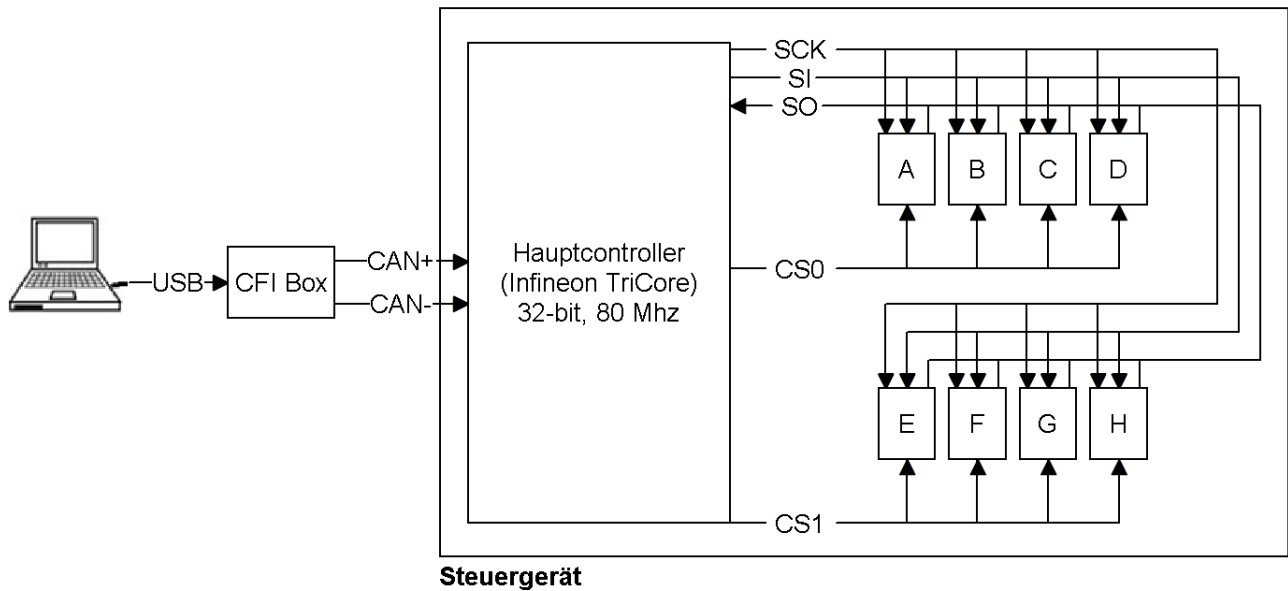 SCK
SI
SO
A B C D
USB
CFI Box
CAN+
CAN-
Hauptcontroller
(Infineon TriCore)
32-bit, 80 Mhz
CS0
E F G H
CS1
Steuergerät